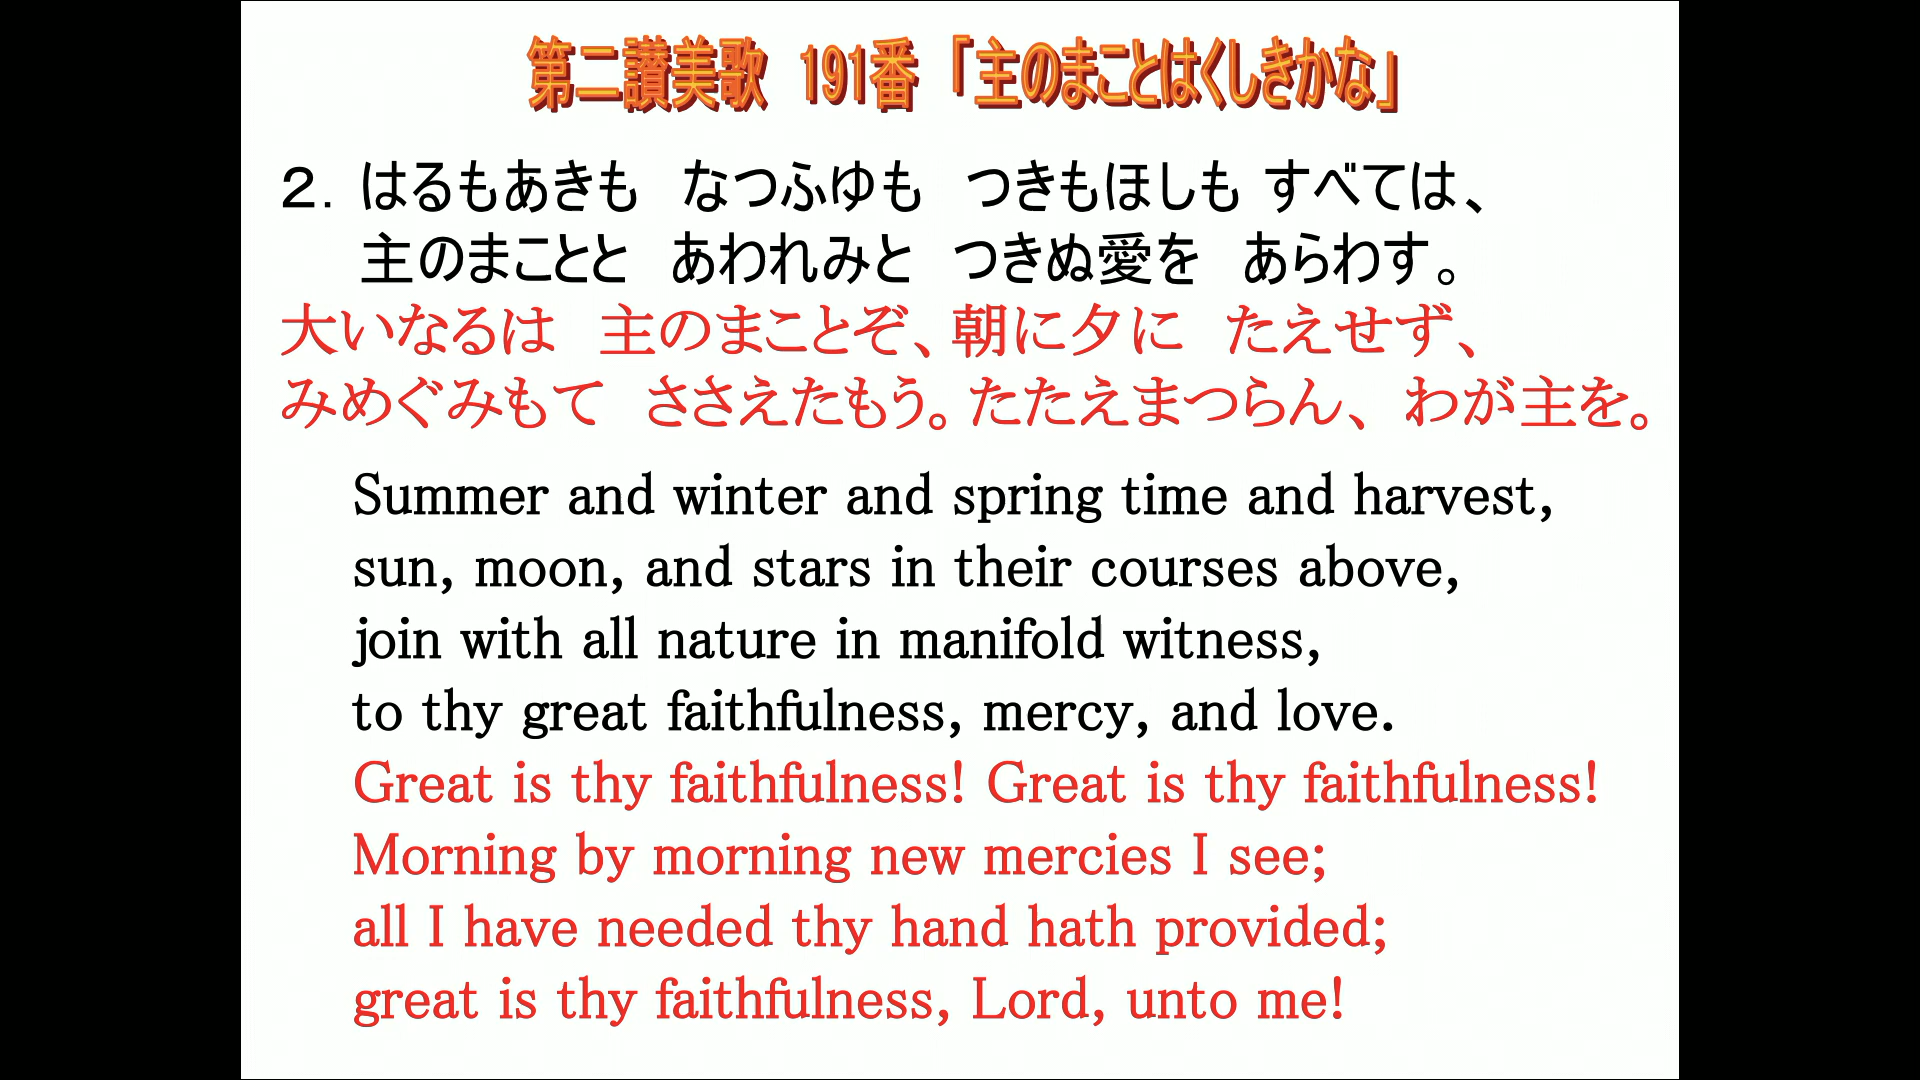 第二讃美歌　191番「主のまことはくしきかな」
２．はるもあきも　なつふゆも　つきもほしも すべては、
主のまことと　あわれみと　つきぬ愛を　あらわす。
大いなるは　主のまことぞ、朝に夕に　たえせず、
みめぐみもて　ささえたもう。たたえまつらん、わが主を。
Summer and winter and spring time and harvest,
sun, moon, and stars in their courses above,
join with all nature in manifold witness,
to thy great faithfulness, mercy, and love.
Great is thy faithfulness! Great is thy faithfulness!
Morning by morning new mercies I see;
all I have needed thy hand hath provided;
great is thy faithfulness, Lord, unto me!